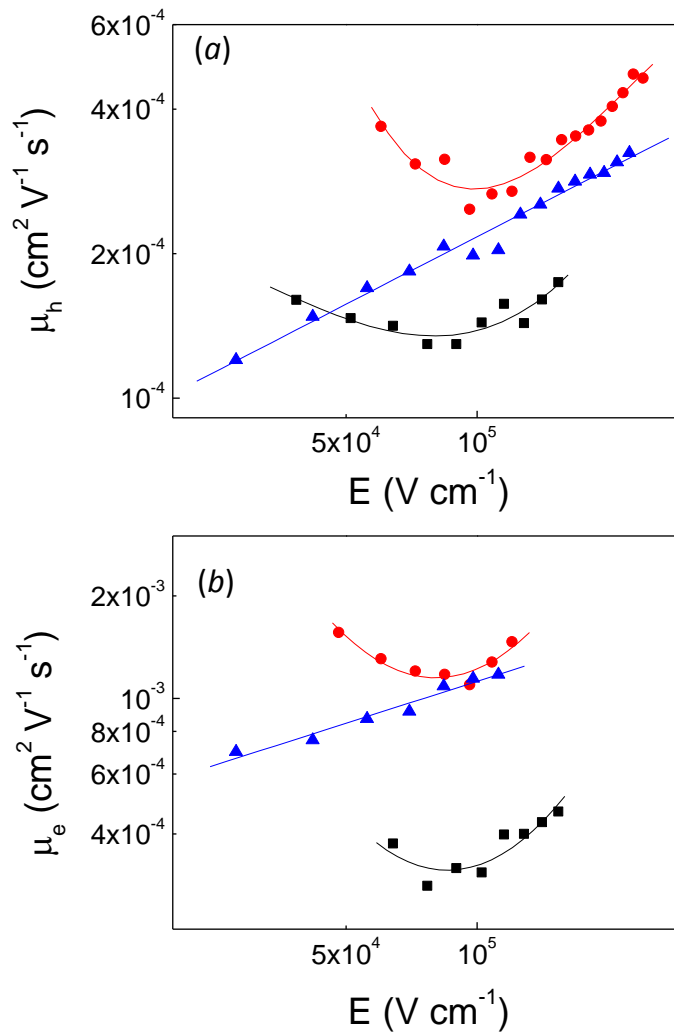 (a)
6x10⁻⁴
4x10⁻⁴
2x10⁻⁴
10⁻⁴
μₕ (cm² V⁻¹ s⁻¹)
5x10⁴ 10⁵
E (V cm⁻¹)
(b)
2x10⁻³
10⁻³
8x10⁻⁴
6x10⁻⁴
4x10⁻⁴
μₑ (cm² V⁻¹ s⁻¹)
5x10⁴ 10⁵
E (V cm⁻¹)